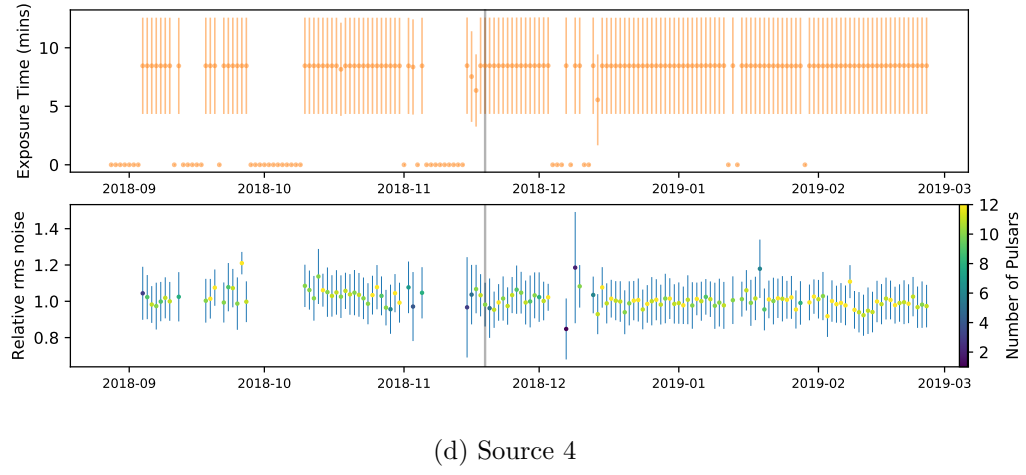 Exposure Time (mins)
10
5
0
2018-09 2018-10 2018-11 2018-12 2019-01 2019-02 2019-03
Relative rms noise
1.4
1.2
1.0
0.8
2018-09 2018-10 2018-11 2018-12 2019-01 2019-02 2019-03
12
10
8
6
4
2
Number of Pulsars
(d) Source 4